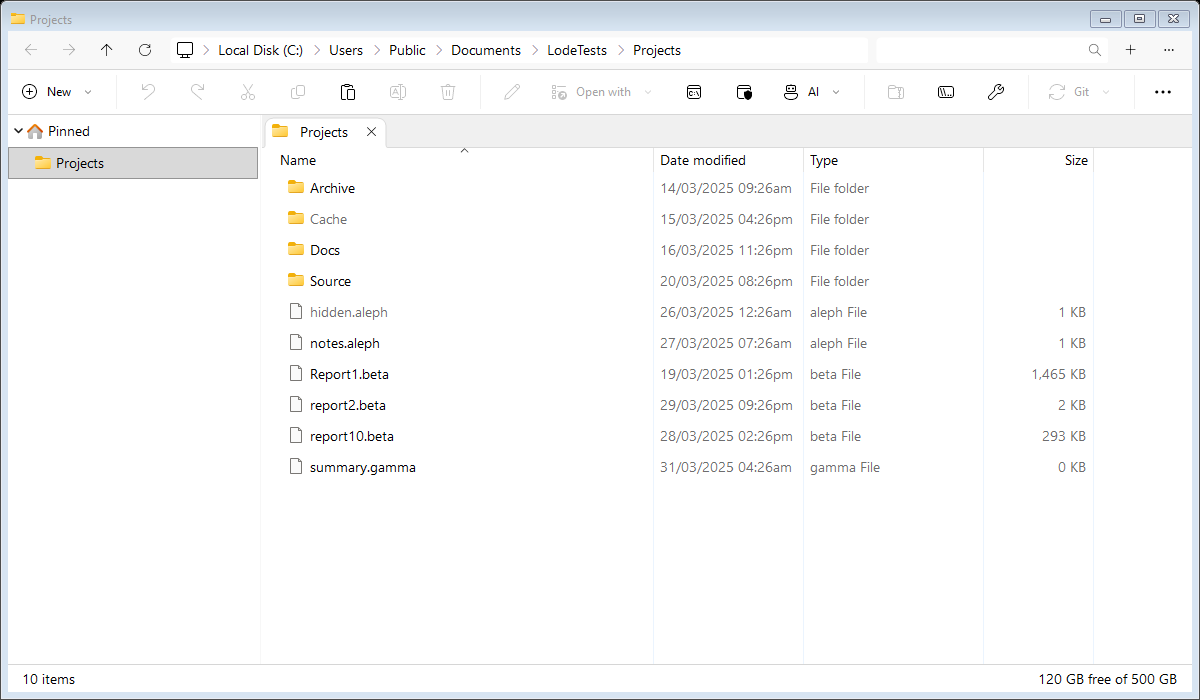 Projects
Local Disk (C:) Users Public Documents LodeTests Projects
New Open with AI Git
Pinned
Projects
Projects
Name Date modified Type Size
Archive 14/03/2025 09:26am File folder
Cache 15/03/2025 04:26pm File folder
Docs 16/03/2025 11:26pm File folder
Source 20/03/2025 08:26pm File folder
hidden.aleph 26/03/2025 12:26am aleph File 1 KB
notes.aleph 27/03/2025 07:26am aleph File 1 KB
Report1.beta 19/03/2025 01:26pm beta File 1,465 KB
report2.beta 29/03/2025 09:26pm beta File 2 KB
report10.beta 28/03/2025 02:26pm beta File 293 KB
summary.gamma 31/03/2025 04:26am gamma File 0 KB
10 items 120 GB free of 500 GB